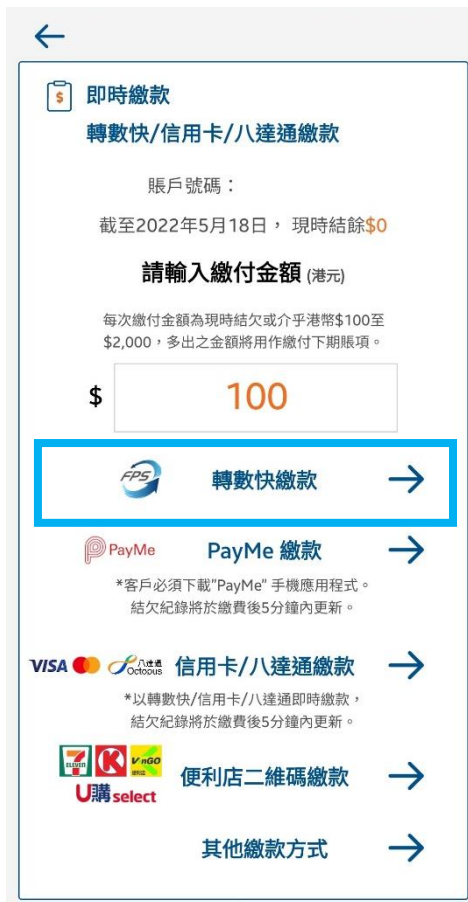 $
即時繳款
轉數快/信用卡/八達通繳款
賬戶號碼：
截至2022年5月18日， 現時結餘$0
請輸入繳付金額 (港元)
每次繳付金額為現時結欠或介乎港幣$100至
$2,000，多出之金額將用作繳付下期賬項。
$ 100
FPS 轉數快繳款
PayMe PayMe 繳款
*客戶必須下載"PayMe" 手機應用程式。
結欠紀錄將於繳費後5分鐘內更新。
VISA 八達通 Octopus 信用卡/八達通繳款
*以轉數快/信用卡/八達通即時繳款，
結欠紀錄將於繳費後5分鐘內更新。
7 ELEVEN K V nGO
U購select 便利店二維碼繳款
其他繳款方式